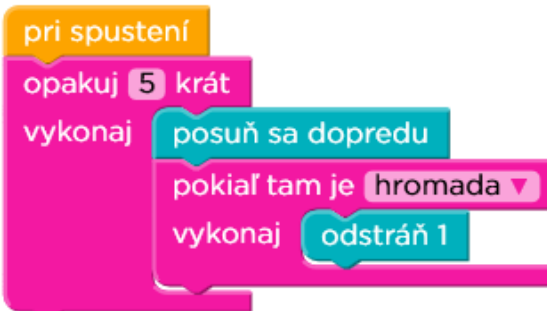 pri spustení
opakuj 5 krát
vykonaj posuň sa dopredu
pokiaľ tam je hromada
vykonaj odstráň 1